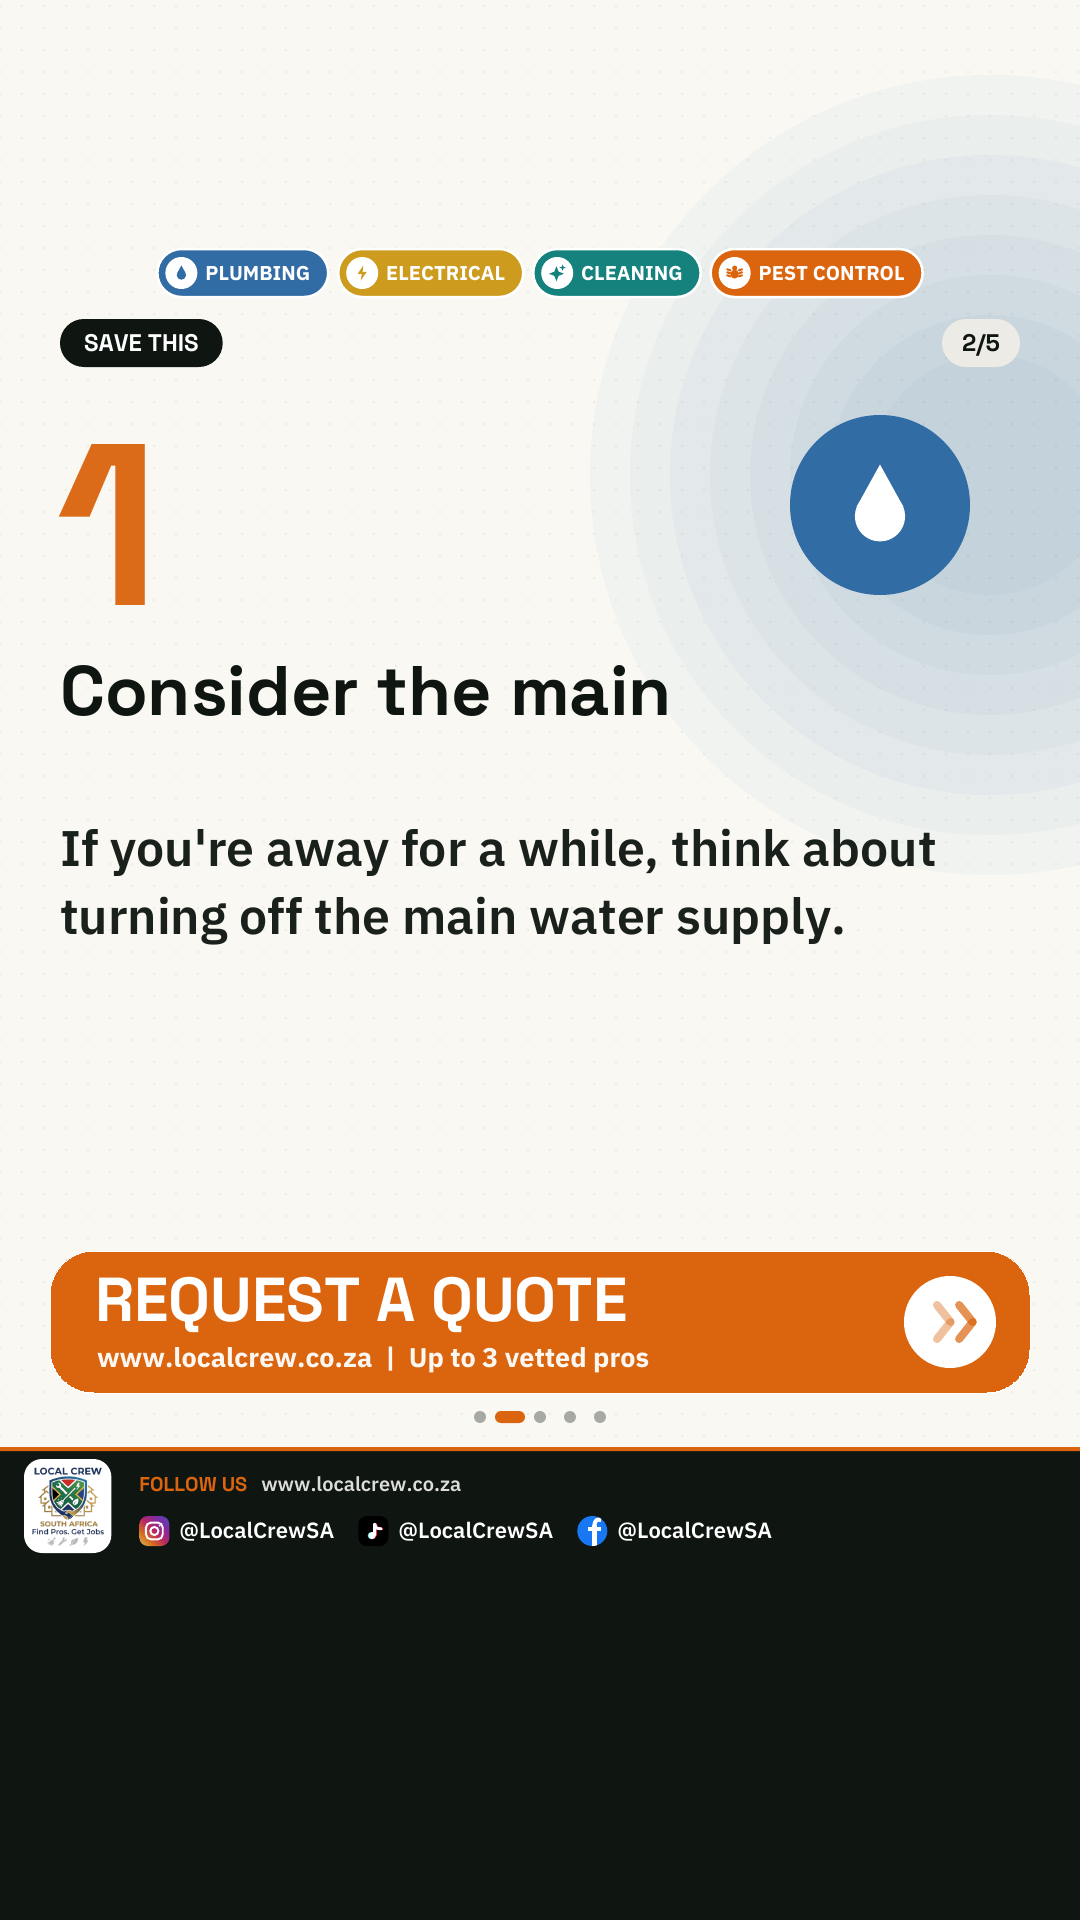 PLUMBING ELECTRICAL CLEANING PEST CONTROL
SAVE THIS
2/5
1
Consider the main
If you're away for a while, think about
turning off the main water supply.
REQUEST A QUOTE
www.localcrew.co.za | Up to 3 vetted pros
LOCAL CREW
SOUTH AFRICA
Find Pros. Get Jobs
FOLLOW US www.localcrew.co.za
@LocalCrewSA @LocalCrewSA @LocalCrewSA